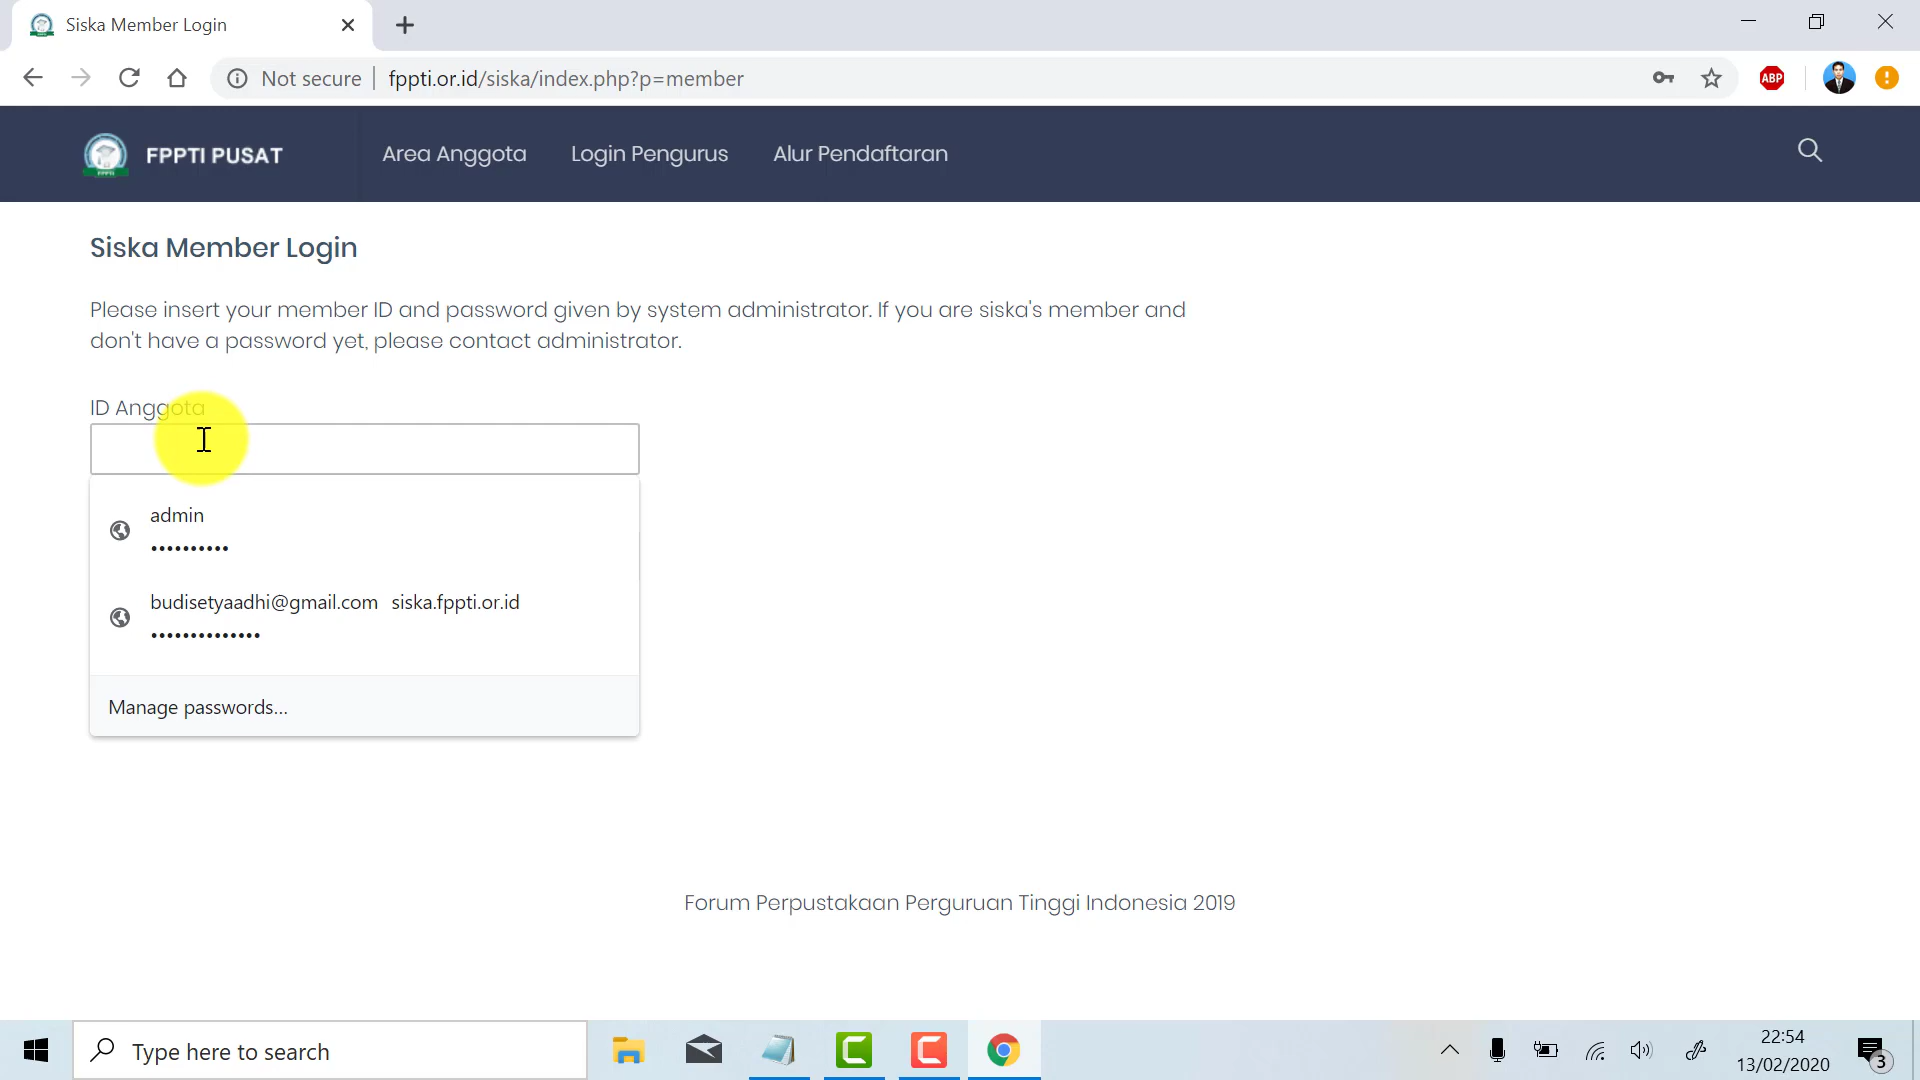 Siska Member Login
Not secure
fppti.or.id/siska/index.php?p=member
ABP
FPPTI PUSAT
Area Anggota
Login Pengurus
Alur Pendaftaran
Siska Member Login
Please insert your member ID and password given by system administrator. If you are siska's member and
don't have a password yet, please contact administrator.
ID Anggota
admin
••••••••••
budisetyaadhi@gmail.com siska.fppti.or.id
••••••••••••••
Manage passwords...
Forum Perpustakaan Perguruan Tinggi Indonesia 2019
Type here to search
22:54
13/02/2020
3